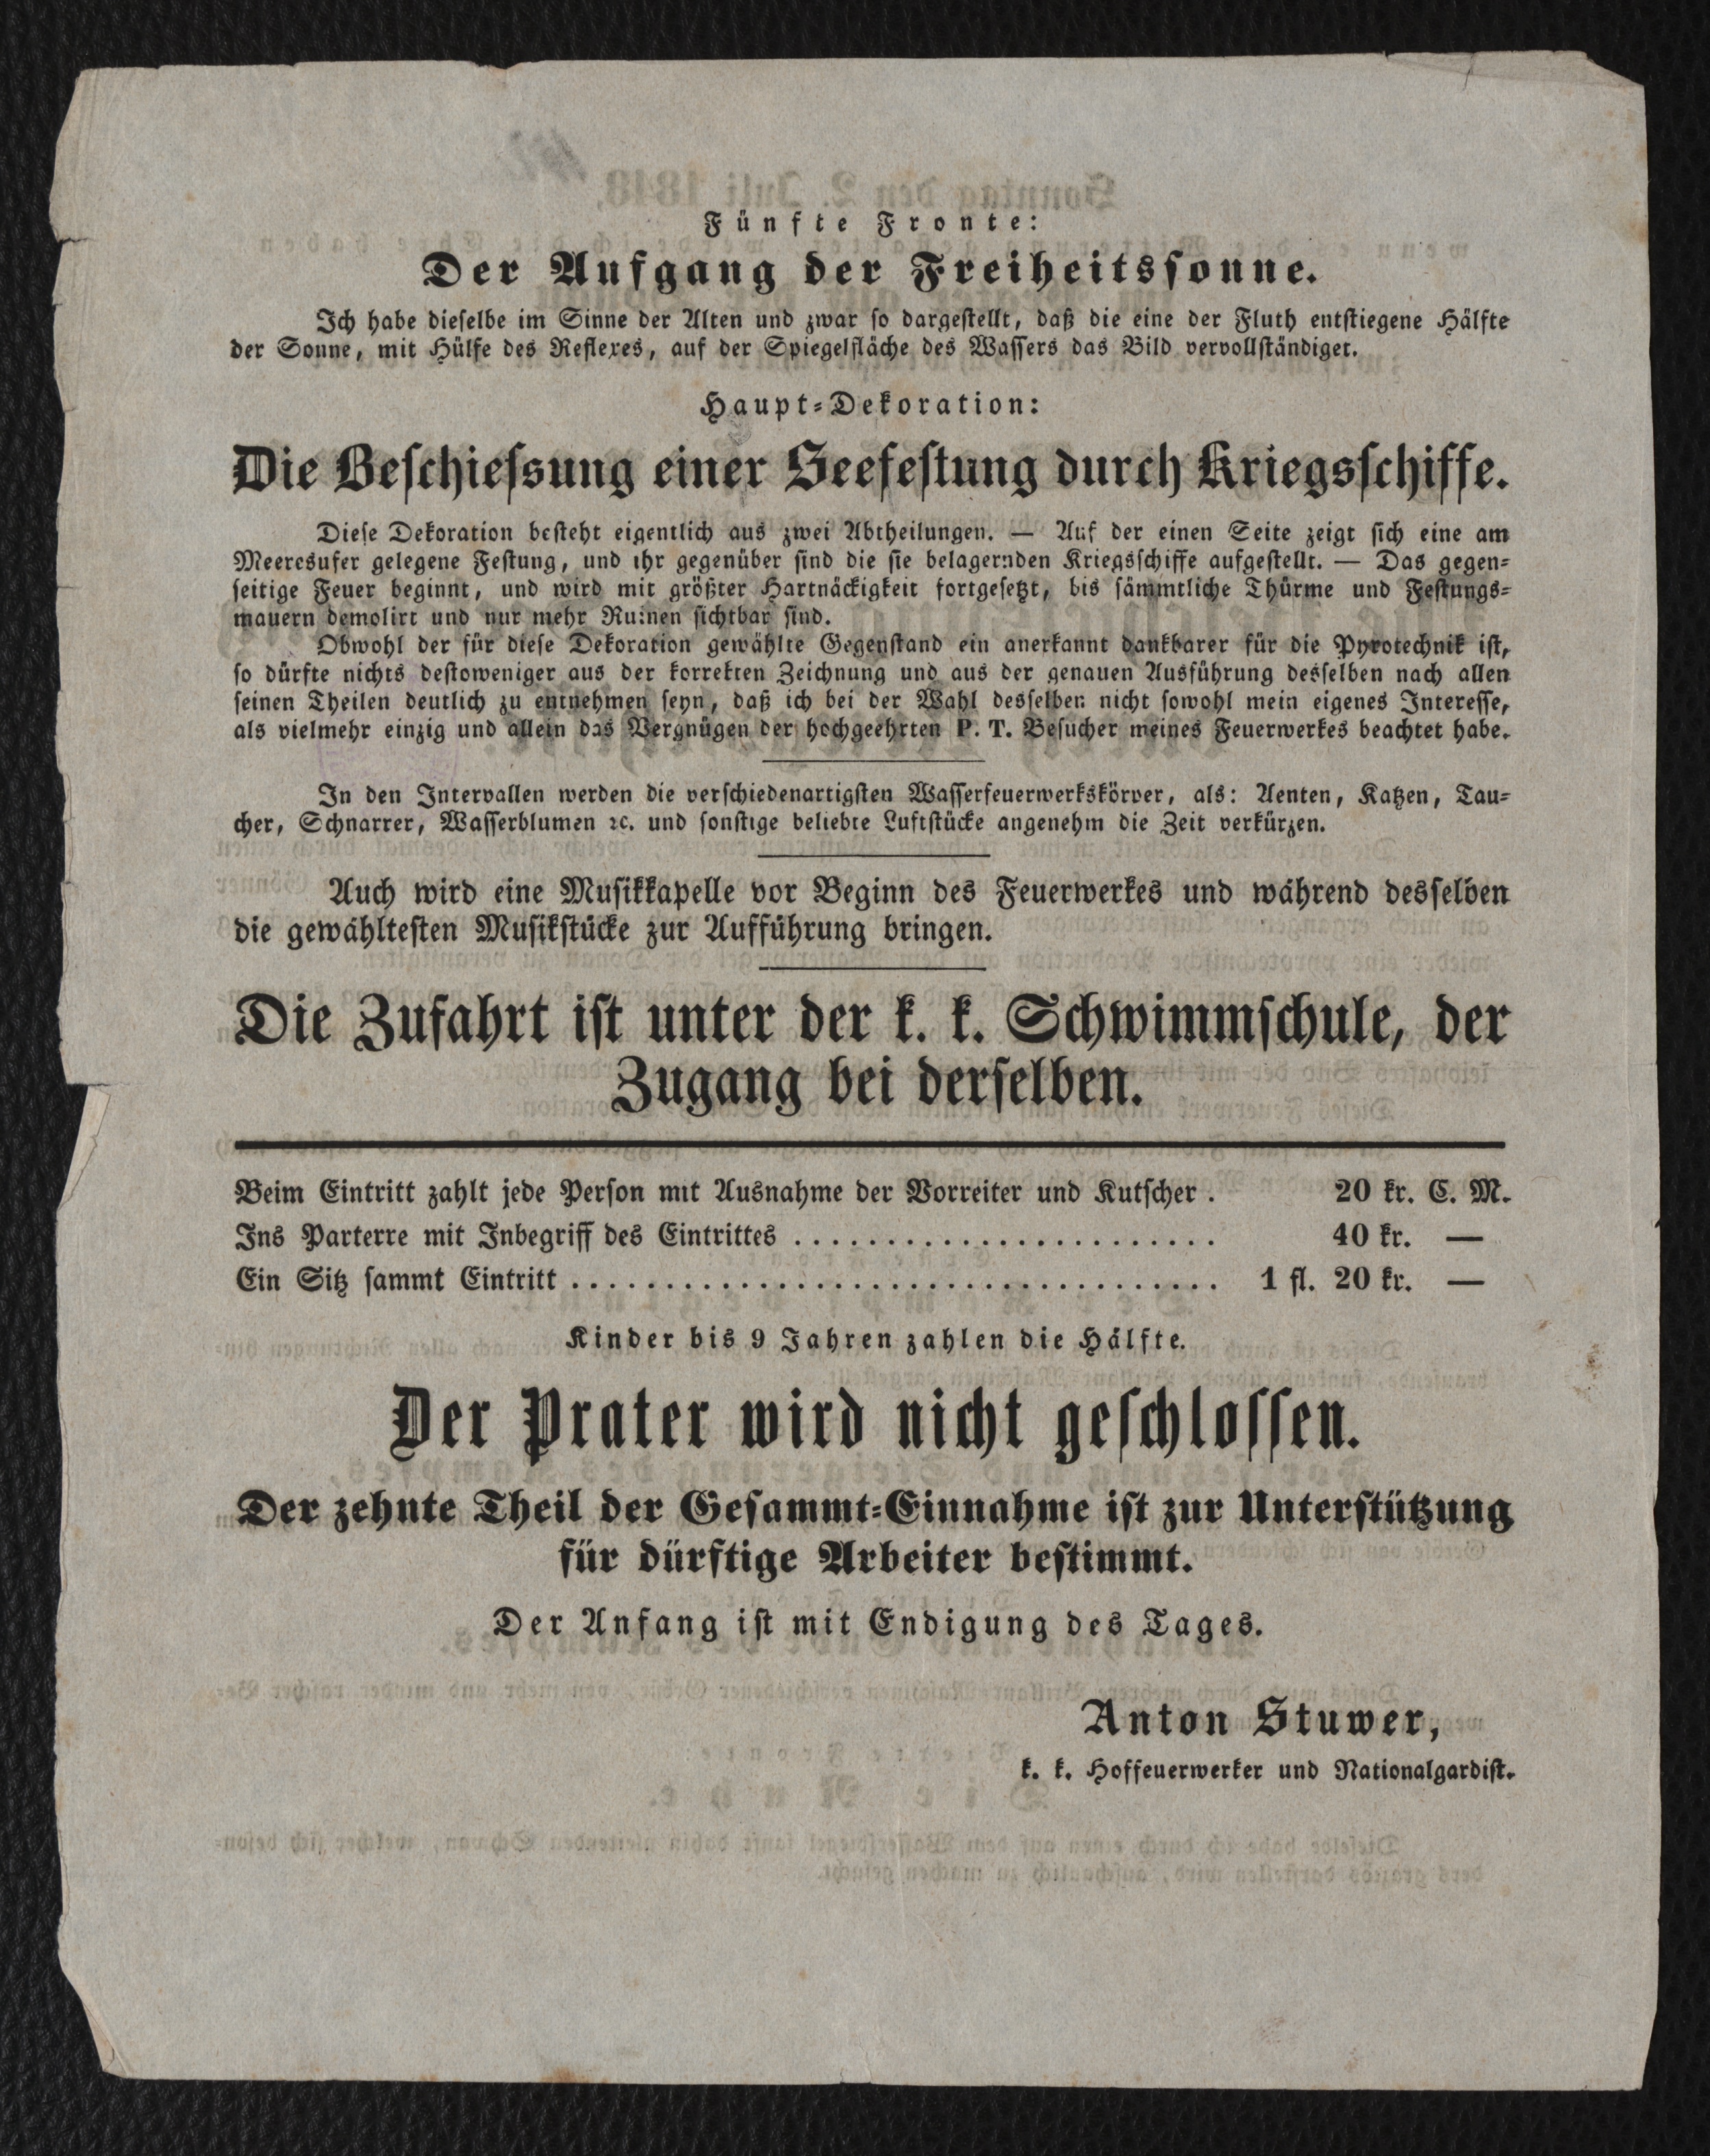 Fünfte Fronte:
Der Aufgang der Freiheitssonne.
Ich habe dieselbe im Sinne der Alten und zwar so dargestellt, daß die eine der Fluth entstiegene Hälfte
der Sonne, mit Hülfe des Reflexes, auf der Spiegelfläche des Wassers das Bild vervollständiget.
Haupt-Dekoration:
Die Beschiessung einer Seefestung durch Kriegsschiffe.
Diese Dekoration besteht eigentlich aus zwei Abtheilungen. — Auf der einen Seite zeigt sich eine am
Meeresufer gelegene Festung, und ihr gegenüber sind die sie belagernden Kriegsschiffe aufgestellt. — Das gegen-
seitige Feuer beginnt, und wird mit größter Hartnäckigkeit fortgesetzt, bis sämmtliche Thürme und Festungs-
mauern demolirt und nur mehr Ruinen sichtbar sind.
Obwohl der für diese Dekoration gewählte Gegenstand ein anerkannt dankbarer für die Pyrotechnik ist,
so dürfte nichts destoweniger aus der korrekten Zeichnung und aus der genauen Ausführung desselben nach allen
seinen Theilen deutlich zu entnehmen seyn, daß ich bei der Wahl desselben nicht sowohl mein eigenes Interesse,
als vielmehr einzig und allein das Vergnügen der hochgeehrten P. T. Besucher meines Feuerwerkes beachtet habe.
In den Intervallen werden die verschiedenartigsten Wasserfeuerwerkskörper, als: Aenten, Katzen, Tau-
cher, Schnarrer, Wasserblumen ꝛc. und sonstige beliebte Luftstücke angenehm die Zeit verkürzen.
Auch wird eine Musikkapelle vor Beginn des Feuerwerkes und während desselben
die gewähltesten Musikstücke zur Aufführung bringen.
Die Zufahrt ist unter der k. k. Schwimmschule, der
Zugang bei derselben.
Beim Eintritt zahlt jede Person mit Ausnahme der Vorreiter und Kutscher . 20 kr. C. M.
Ins Parterre mit Inbegriff des Eintrittes . . . . . . . . . . . . . . . . . . . . . . . 40 kr. —
Ein Sitz sammt Eintritt . . . . . . . . . . . . . . . . . . . . . . . . . . . . . . . . . . . 1 fl. 20 kr. —
Kinder bis 9 Jahren zahlen die Hälfte.
Der Prater wird nicht geschlossen.
Der zehnte Theil der Gesammt-Einnahme ist zur Unterstützung
für dürftige Arbeiter bestimmt.
Der Anfang ist mit Endigung des Tages.
Anton Stuwer,
k. k. Hoffeuerwerker und Nationalgardist.